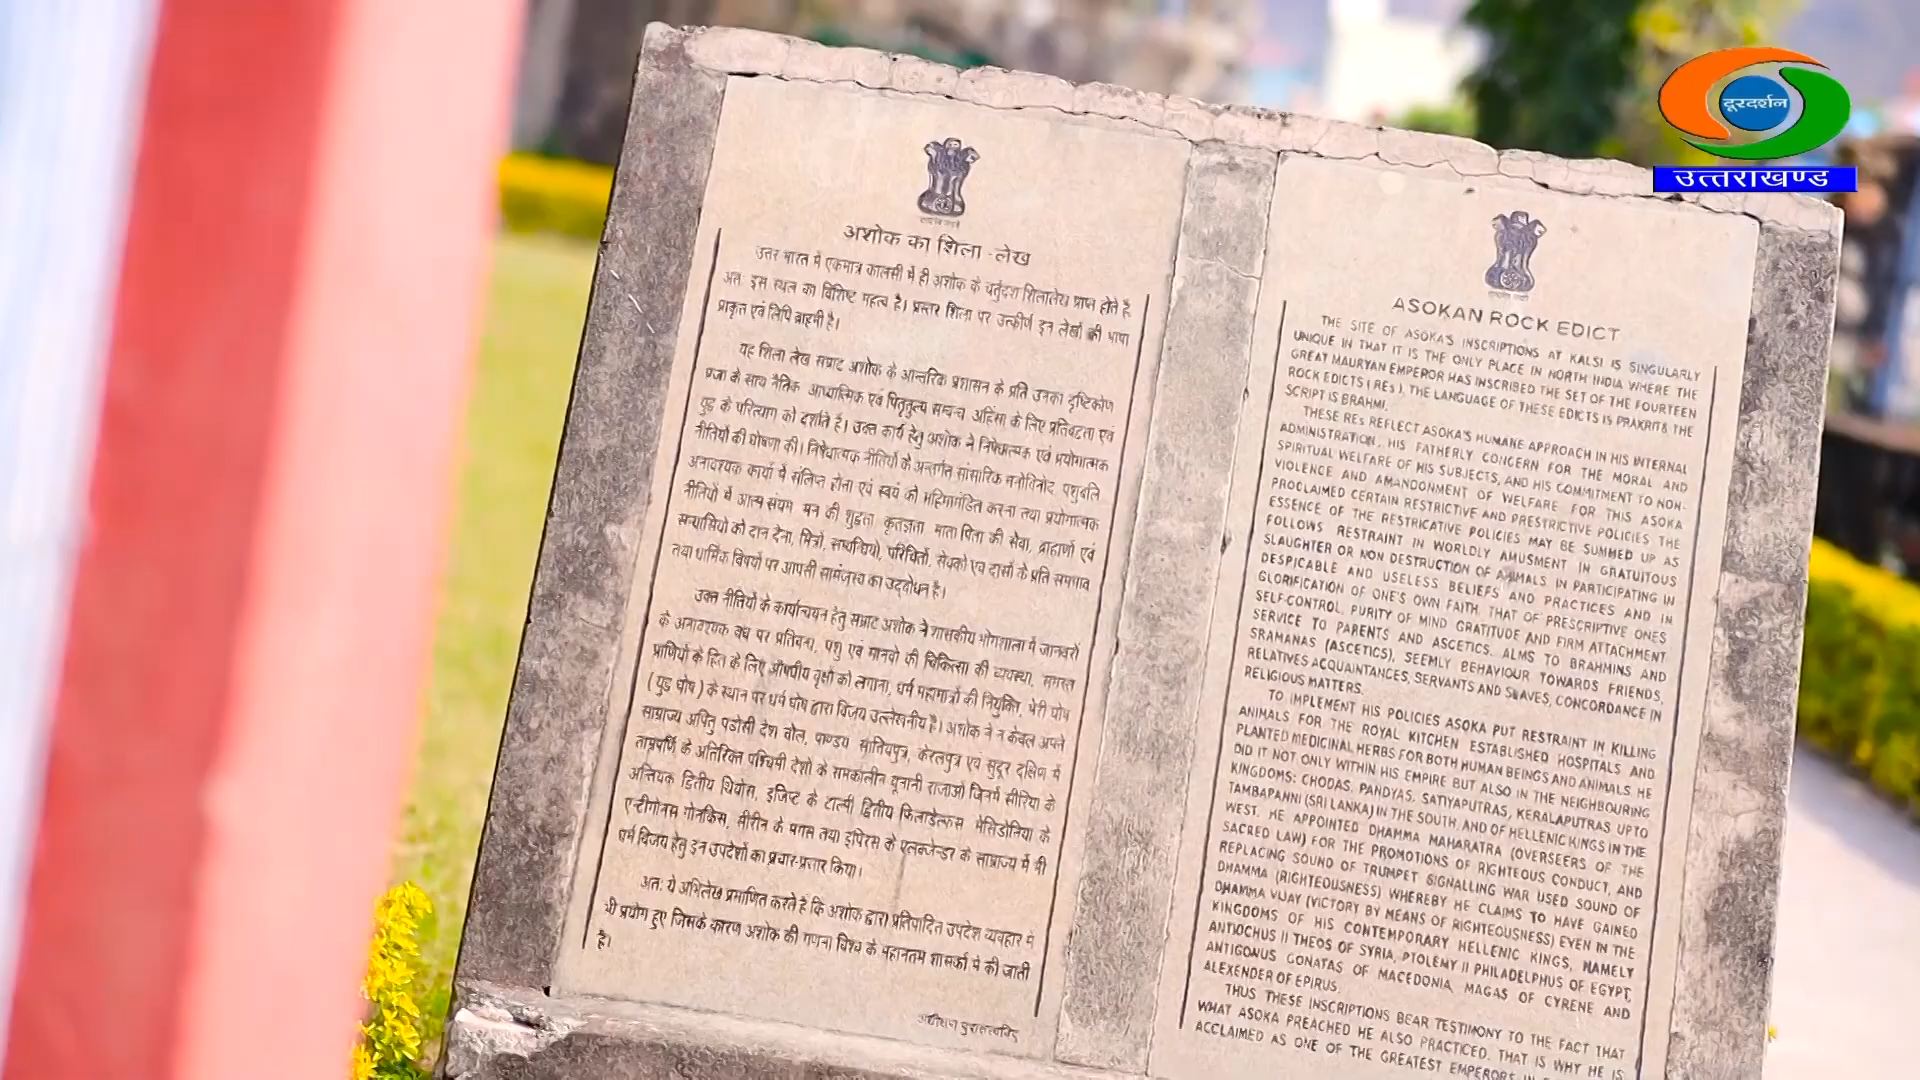 अशोक का शिला-लेख
उत्तर भारत में एकमात्र कालसी में ही अशोक के चर्तुदश शिलालेख प्राप्त होते है
अतः इस स्थल का विशिष्ट महत्व है। प्रस्तर शिला पर उत्कीर्ण इन लेखों की भाषा
प्राकृत एवं लिपि ब्राह्मी है।
यह शिला लेख सम्राट अशोक के आन्तरिक प्रशासन के प्रति उनका दृष्टिकोण
प्रजा के साथ नैतिक आध्यात्मिक एवं पितृतुल्य सम्बन्ध अहिंसा के लिए प्रतिबद्धता एवं
युद्ध के परित्याग को दर्शाते है। उक्त कार्य हेतु अशोक ने निषेधात्मक एवं प्रयोगात्मक
नीतियों की घोषणा की। निषेधात्मक नीतियों के अन्तर्गत सांसारिक मनोविनोद पशुबलि
अनावश्यक कार्यो में संलिप्त होना एवं स्वयं को महिमामंडित करना तथा प्रयोगात्मक
नीतियों में आत्म संयम मन की शुद्धता कृतज्ञता माता पिता की सेवा, ब्राह्मणों एवं
सन्यासियों को दान देना, मित्रों, सम्बन्धियो, परिचितों, सेवको एव दासों के प्रति समभाव
तथा धार्मिक विषयों पर आपसी सामंजस्य का उद्बोधन है।
उक्त नीतियों के कार्याचयन हेतु सम्राट अशोक ने शासकीय भोगशाला में जानवरों
के अनावश्यक वध पर प्रतिबन्ध, पशु एवं मानवो की चिकित्सा की व्यवस्था, समस्त
प्राणियों के हित के लिए औषधीय वृक्षों को लगाना, धर्म महामात्रों की नियुक्ति, भेरी घोष
(युद्ध घोष) के स्थान पर धर्म घोष द्वारा विजय उल्लेखनीय है। अशोक ने न केवल अपने
साम्राज्य अपितु पडोसी देश चोल, पाण्डय सातियपुत्र, केरलपुत्र एवं सुदूर दक्षिण में
ताम्रपर्णि के अतिरिक्त पश्चिमी देशो के समकालीन यूनानी राजाओं जिनमें सीरिया के
अन्तियक द्वितीय थियोस, इजिप्ट के टाल्मी द्वितीय फिलाडेल्फस मेसिडोनिया के
एन्टीगोनस गोनकिस, सीरीन के मगस तथा इपिरस के एलक्जेन्डर के साम्राज्य में भी
धर्म विजय हेतु इन उपदेशों का प्रचार-प्रसार किया।
अतः ये अभिलेख प्रमाणित करते है कि अशोक द्वारा प्रतिपादित उपदेश व्यवहार मे
भी प्रयोग हुए जिसके कारण अशोक की गणना विश्व के महानतम शासकों मे की जाती
है।
ASOKAN ROCK EDICT
THE SITE OF ASOKA'S INSCRIPTIONS AT KALSI IS SINGULARLY
UNIQUE IN THAT IT IS THE ONLY PLACE IN NORTH INDIA WHERE THE
GREAT MAURYAN EMPEROR HAS INSCRIBED THE SET OF THE FOURTEEN
ROCK EDICTS (REs). THE LANGUAGE OF THESE EDICTS IS PRAKRIT& THE
SCRIPT IS BRAHMI.
THESE REs REFLECT ASOKA'S HUMANE APPROACH IN HIS INTERNAL
ADMINISTRATION, HIS FATHERLY CONCERN FOR THE MORAL AND
SPIRITUAL WELFARE OF HIS SUBJECTS, AND HIS COMMITMENT TO NON-
VIOLENCE AND AMANDONMENT OF WELFARE FOR THIS ASOKA
PROCLAIMED CERTAIN RESTRICTIVE AND PRESTRICTIVE POLICIES THE
ESSENCE OF THE RESTRICATIVE POLICIES MAY BE SUMMED UP AS
FOLLOWS RESTRAINT IN WORLDLY AMUSMENT IN GRATUITOUS
SLAUGHTER OR NON DESTRUCTION OF ANIMALS IN PARTICIPATING IN
DESPICABLE AND USELESS BELIEFS AND PRACTICES AND IN
GLORIFICATION OF ONE'S OWN FAITH. THAT OF PRESCRIPTIVE ONES
SELF-CONTROL, PURITY OF MIND GRATITUDE AND FIRM ATTACHMENT
SERVICE TO PARENTS AND ASCETICS. ALMS TO BRAHMINS AND
SRAMANAS (ASCETICS), SEEMLY BEHAVIOUR TOWARDS FRIENDS,
RELATIVES ACQUAINTANCES, SERVANTS AND SLAVES, CONCORDANCE IN
RELIGIOUS MATTERS.
TO IMPLEMENT HIS POLICIES ASOKA PUT RESTRAINT IN KILLING
ANIMALS FOR THE ROYAL KITCHEN ESTABLISHED HOSPITALS AND
PLANTED MEDICINAL HERBS FOR BOTH HUMAN BEINGS AND ANIMALS. HE
DID IT NOT ONLY WITHIN HIS EMPIRE BUT ALSO IN THE NEIGHBOURING
KINGDOMS: CHODAS, PANDYAS, SATIYAPUTRAS, KERALAPUTRAS UPTO
TAMBAPANNI (SRI LANKA) IN THE SOUTH, AND OF HELLENIC KINGS IN THE
WEST. HE APPOINTED DHAMMA MAHARATRA (OVERSEERS OF THE
SACRED LAW) FOR THE PROMOTIONS OF RIGHTEOUS CONDUCT, AND
REPLACING SOUND OF TRUMPET SIGNALLING WAR USED SOUND OF
DHAMMA (RIGHTEOUSNESS) WHEREBY HE CLAIMS TO HAVE GAINED
DHAMMA VIJAY (VICTORY BY MEANS OF RIGHTEOUSNESS) EVEN IN THE
KINGDOMS OF HIS CONTEMPORARY HELLENIC KINGS, NAMELY
ANTIOCHUS II THEOS OF SYRIA, PTOLEMY II PHILADELPHUS OF EGYPT,
ANTIGONUS GONATAS OF MACEDONIA, MAGAS OF CYRENE AND
ALEXENDER OF EPIRUS.
THUS THESE INSCRIPTIONS BEAR TESTIMONY TO THE FACT THAT
WHAT ASOKA PREACHED HE ALSO PRACTICED. THAT IS WHY HE IS
ACCLAIMED AS ONE OF THE GREATEST EMPERORS
दूरदर्शन
उत्तराखण्ड